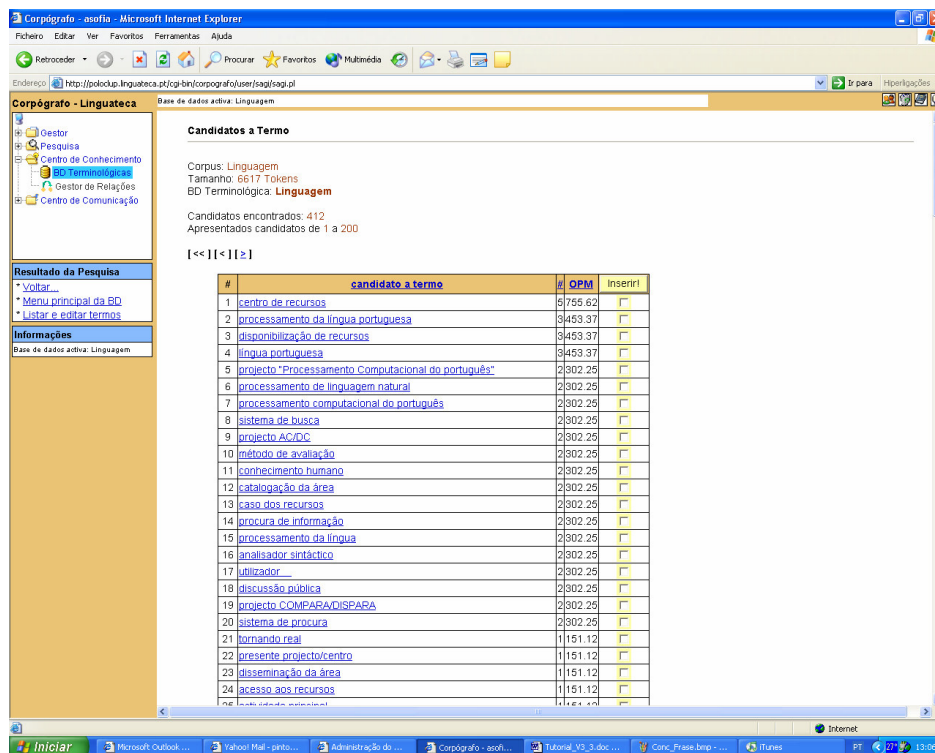 Corpógrafo - asofia - Microsoft Internet Explorer
Ficheiro Editar Ver Favoritos Ferramentas Ajuda
Retroceder Procurar Favoritos Multimédia
Endereço http://poloclup.linguateca.pt/cgi-bin/corpografo/user/sagi/sagi.pl Ir para Hiperligações
Corpógrafo - Linguateca
Base de dados activa: Linguagem
Gestor
Pesquisa
Centro de Conhecimento
BD Terminológicas
Gestor de Relações
Centro de Comunicação
Resultado da Pesquisa
* Voltar...
* Menu principal da BD
* Listar e editar termos
Informações
Base de dados activa: Linguagem
Candidatos a Termo
Corpus: Linguagem
Tamanho: 6617 Tokens
BD Terminológica: Linguagem
Candidatos encontrados: 412
Apresentados candidatos de 1 a 200
[ << ] [ < ] [ > ]
# candidato a termo # OPM Inserir!
1 centro de recursos 5 755.62
2 processamento da língua portuguesa 3 453.37
3 disponibilização de recursos 3 453.37
4 língua portuguesa 3 453.37
5 projecto "Processamento Computacional do português" 2 302.25
6 processamento de linguagem natural 2 302.25
7 processamento computacional do português 2 302.25
8 sistema de busca 2 302.25
9 projecto AC/DC 2 302.25
10 método de avaliação 2 302.25
11 conhecimento humano 2 302.25
12 catalogação da área 2 302.25
13 caso dos recursos 2 302.25
14 procura de informação 2 302.25
15 processamento da língua 2 302.25
16 analisador sintáctico 2 302.25
17 utilizador 2 302.25
18 discussão pública 2 302.25
19 projecto COMPARA/DISPARA 2 302.25
20 sistema de procura 2 302.25
21 tornando real 1 151.12
22 presente projecto/centro 1 151.12
23 disseminação da área 1 151.12
24 acesso aos recursos 1 151.12
25 actividade principal 1 151.12
Internet
Iniciar Microsoft Outlook ... Yahoo! Mail - pinto... Administração do ... Corpógrafo - asofi... Tutorial_V3_3.doc ... Conc_Frase.bmp - ... iTunes PT 27° 13:06